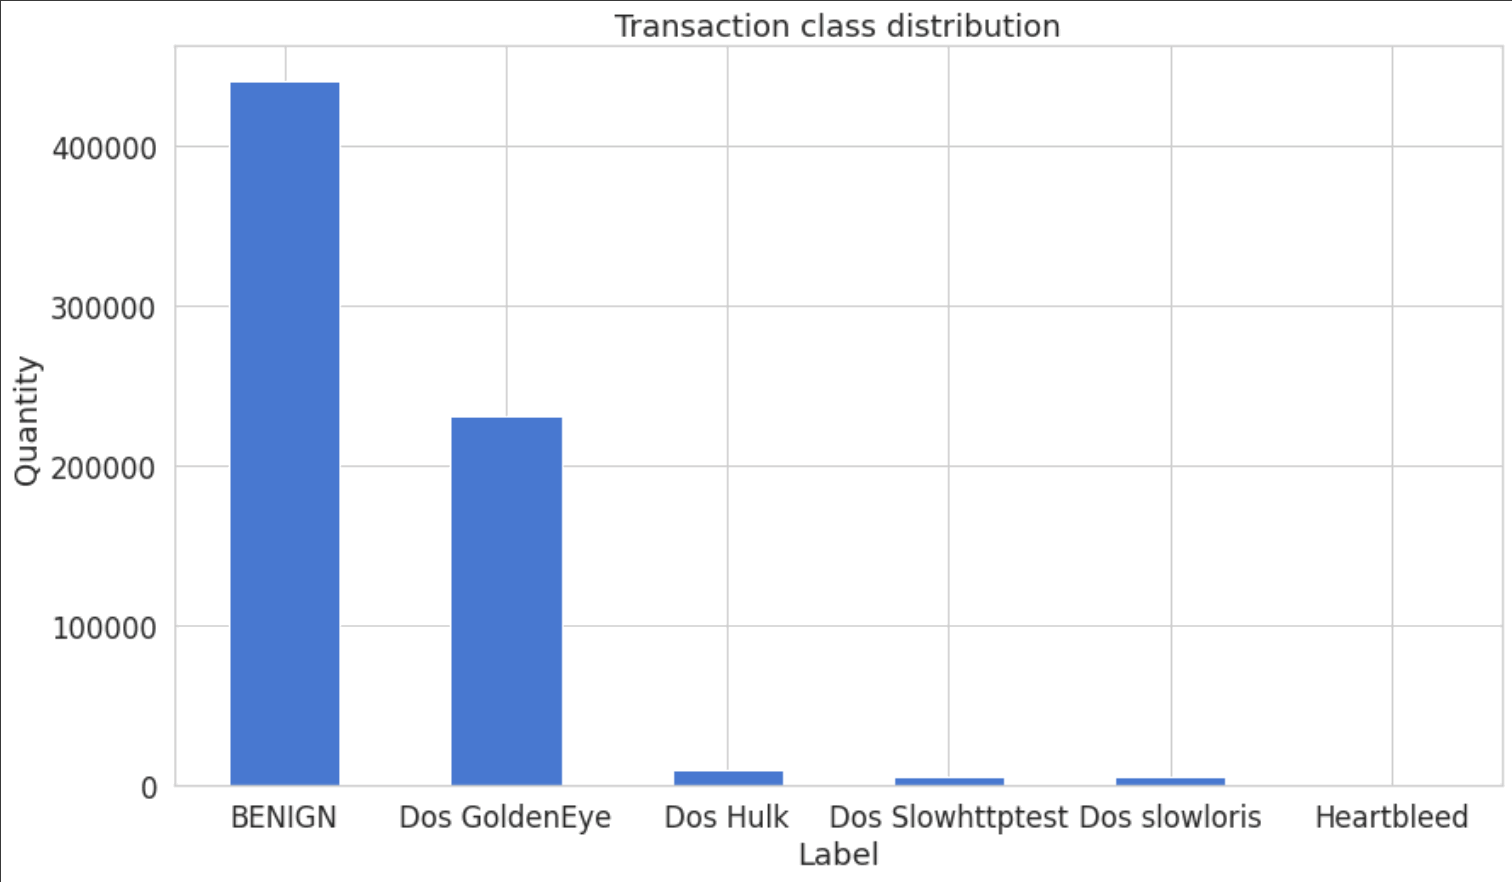 Transaction class distribution
400000
300000
200000
100000
0
Quantity
BENIGN Dos GoldenEye Dos Hulk Dos Slowhttptest Dos slowloris Heartbleed
Label